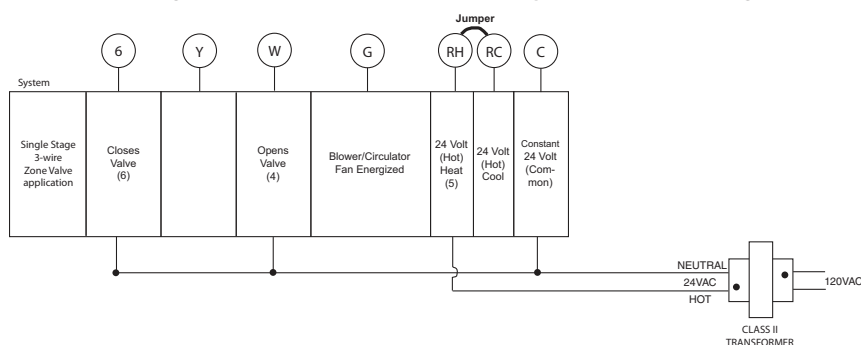 Jumper
6
Y
W
G
RH
RC
C
System
Single Stage
3-wire
Zone Valve
application
Closes
Valve
(6)
Opens
Valve
(4)
Blower/Circulator
Fan Energized
24 Volt
(Hot)
Heat
(5)
24 Volt
(Hot)
Cool
Constant
24 Volt
(Com-
mon)
NEUTRAL
24VAC
HOT
120VAC
CLASS II
TRANSFORMER